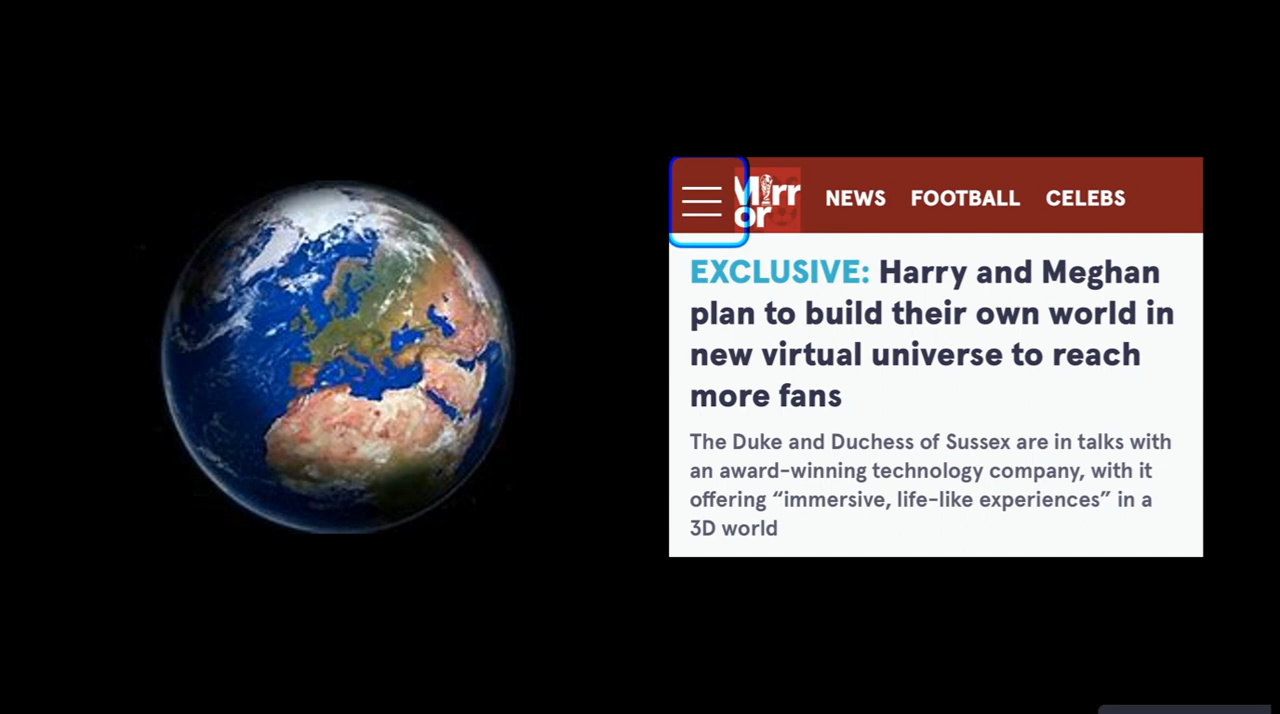 Mirr
or
NEWS FOOTBALL CELEBS
EXCLUSIVE: Harry and Meghan
plan to build their own world in
new virtual universe to reach
more fans
The Duke and Duchess of Sussex are in talks with
an award-winning technology company, with it
offering “immersive, life-like experiences” in a
3D world